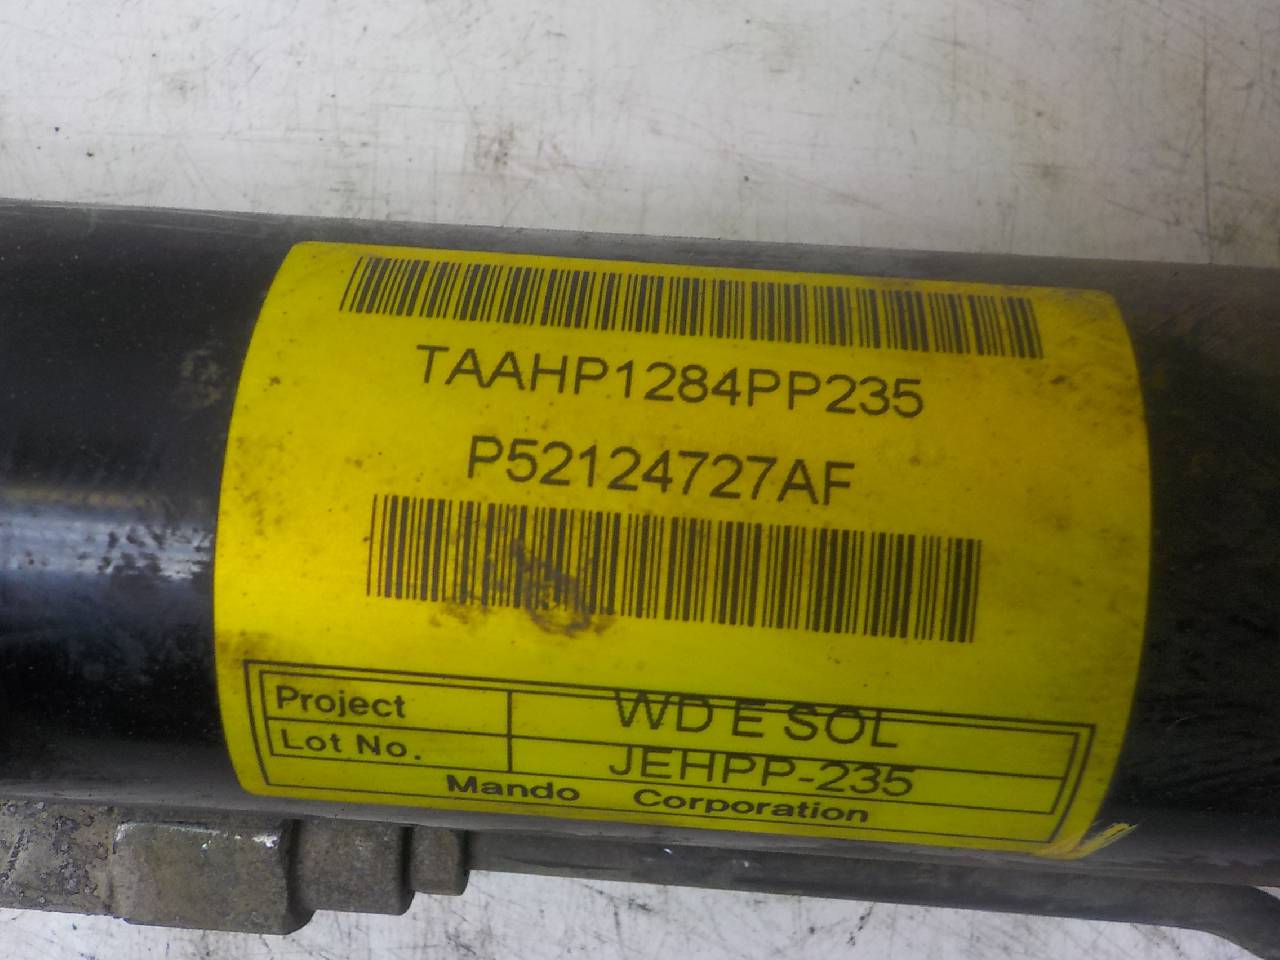 TAAHP1284PP235
P52124727AF
Project WD E SOL
Lot No. JEHPP-235
Mando Corporation